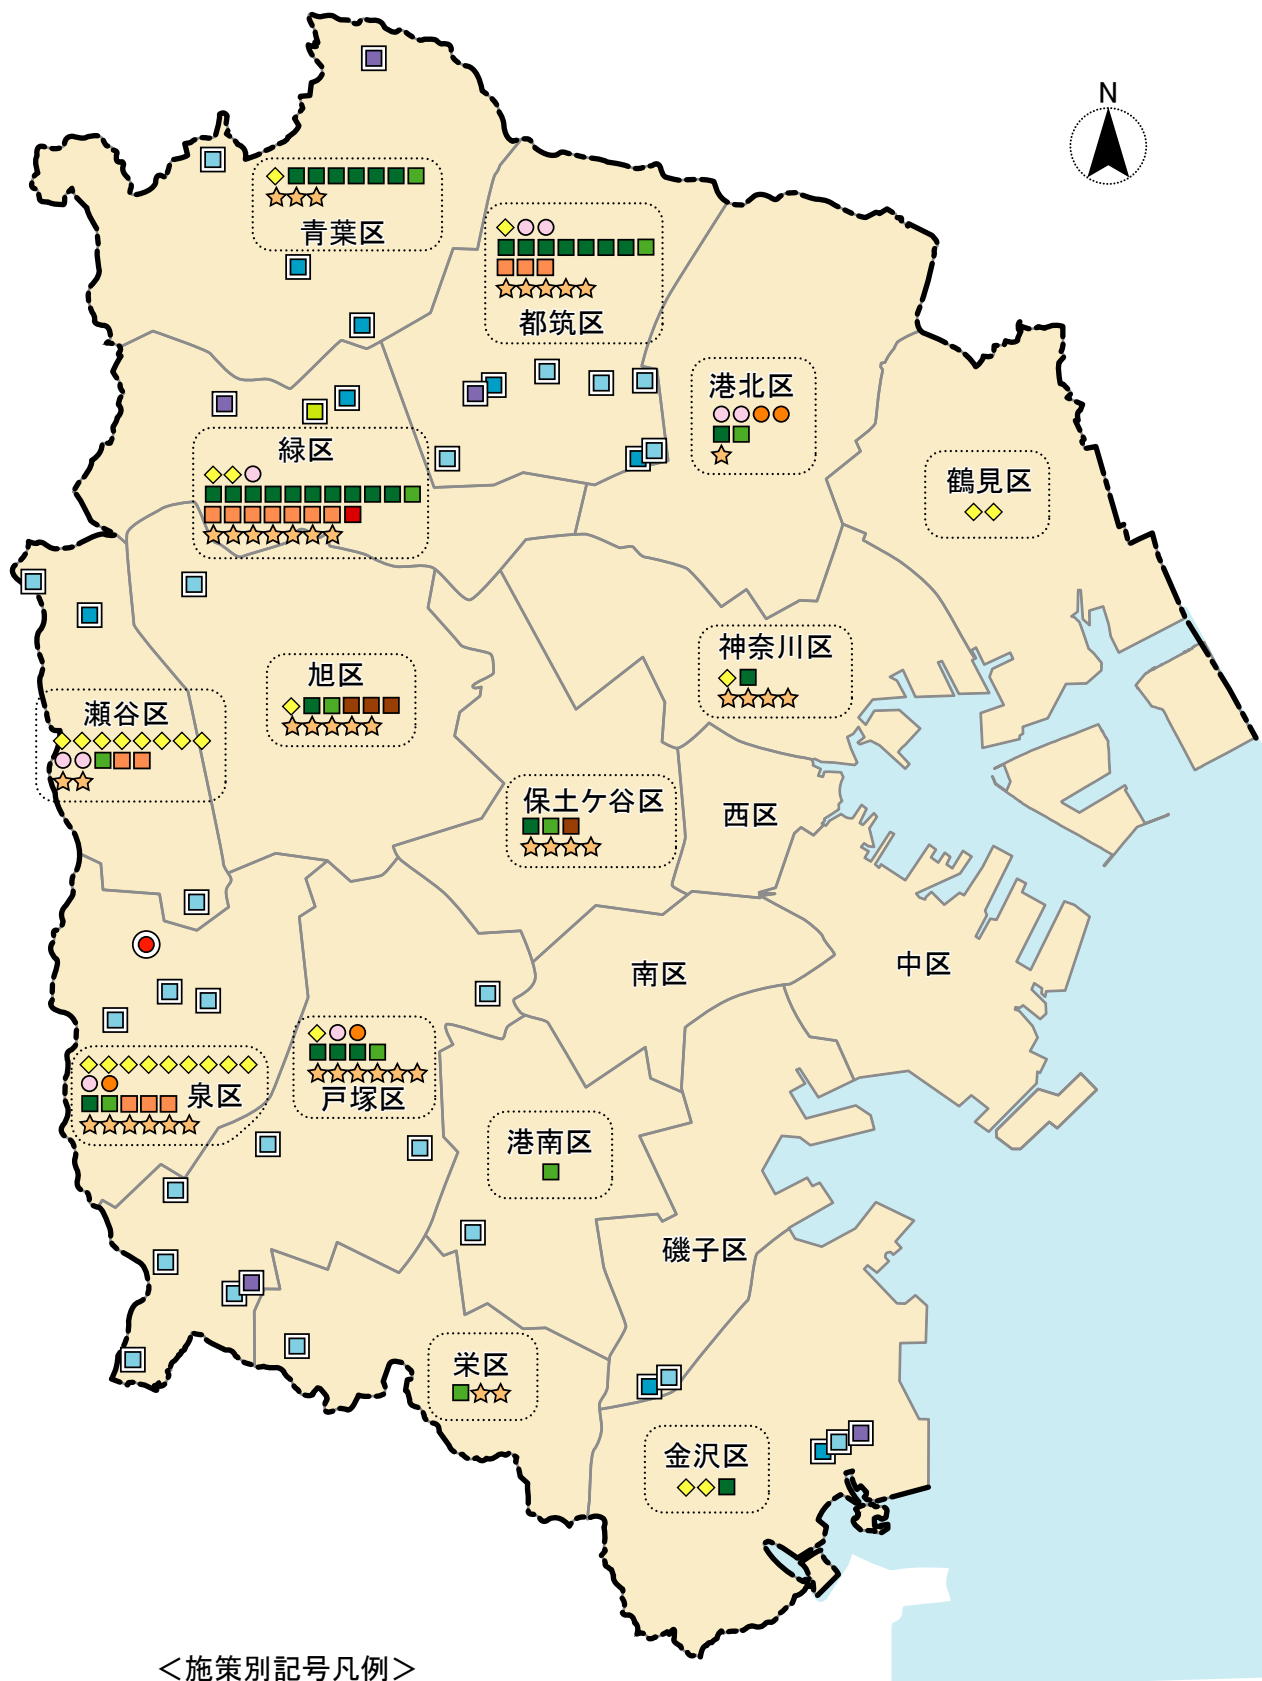 N
青葉区
都筑区
港北区
緑区
鶴見区
神奈川区
旭区
瀬谷区
保土ケ谷区
西区
中区
南区
泉区
戸塚区
港南区
磯子区
栄区
金沢区
＜施策別記号凡例＞